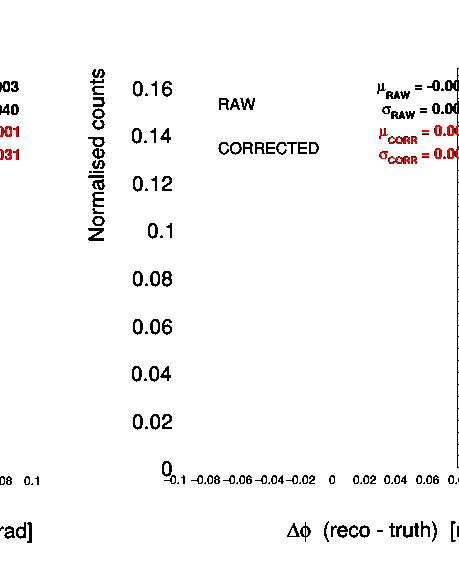 003
040
001
031
08 0.1
rad]
Normalised counts
0.16
0.14
0.12
0.1
0.08
0.06
0.04
0.02
0
RAW
CORRECTED
μRAW = -0.00
σRAW = 0.00
μCORR = 0.00
σCORR = 0.00
−0.1 −0.08 −0.06 −0.04 −0.02 0 0.02 0.04 0.06 0.0
Δϕ (reco - truth) [r